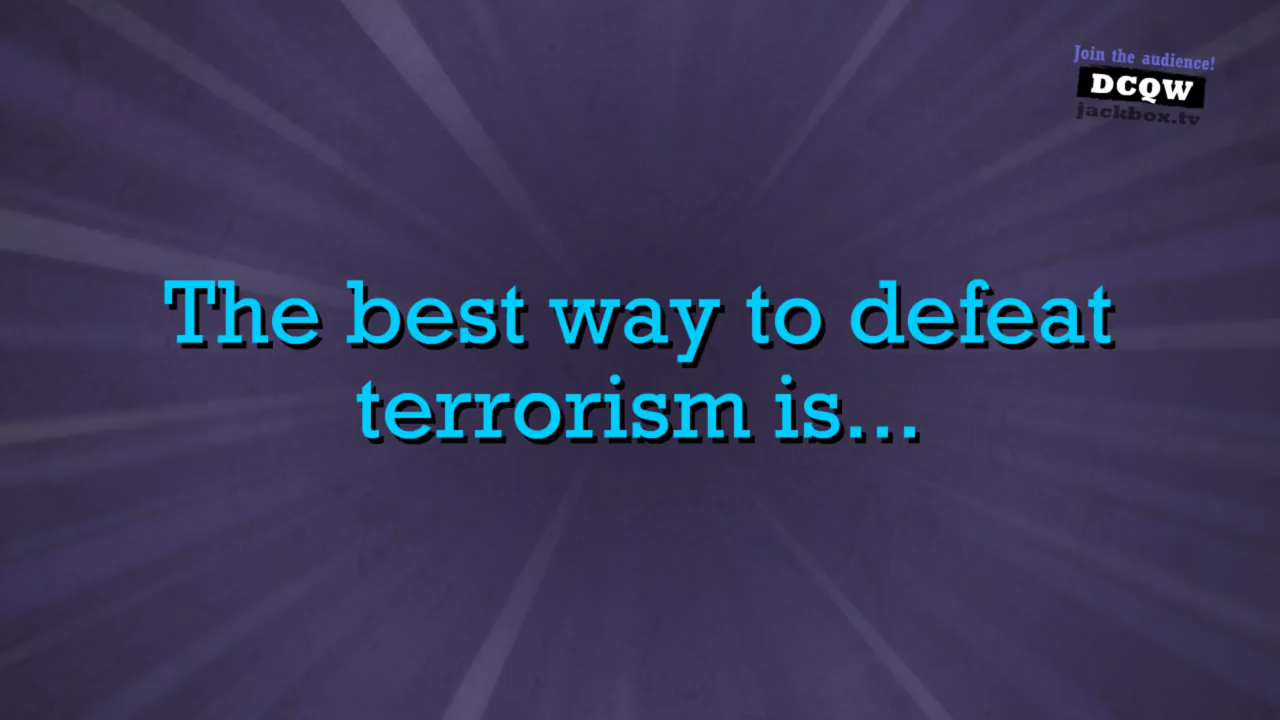 Join the audience!
DCQW
jackbox.tv
The best way to defeat
terrorism is...